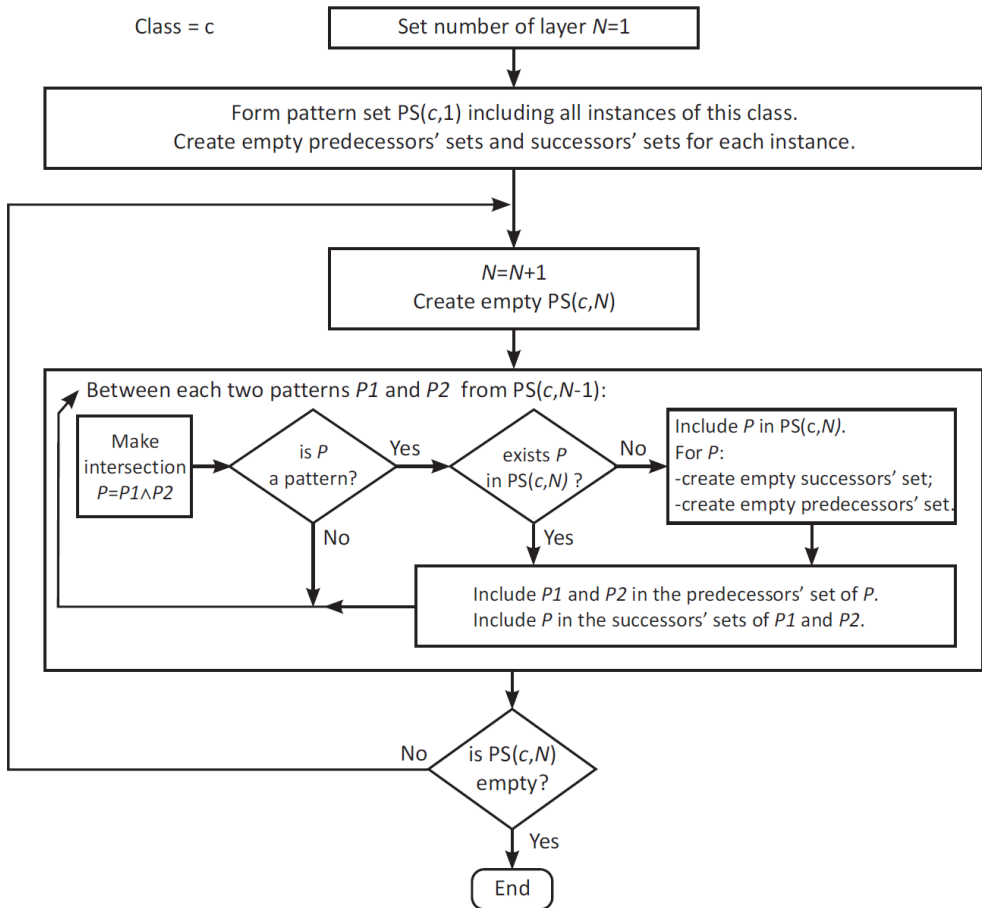 Class = c
Set number of layer N=1
Form pattern set PS(c,1) including all instances of this class.
Create empty predecessors’ sets and successors’ sets for each instance.
N=N+1
Create empty PS(c,N)
Between each two patterns P1 and P2 from PS(c,N-1):
Make
intersection
P=P1∧P2
is P
a pattern?
Yes
No
exists P
in PS(c,N) ?
No
Yes
Include P in PS(c,N).
For P:
-create empty successors’ set;
-create empty predecessors’ set.
Include P1 and P2 in the predecessors’ set of P.
Include P in the successors’ sets of P1 and P2.
No
is PS(c,N)
empty?
Yes
End